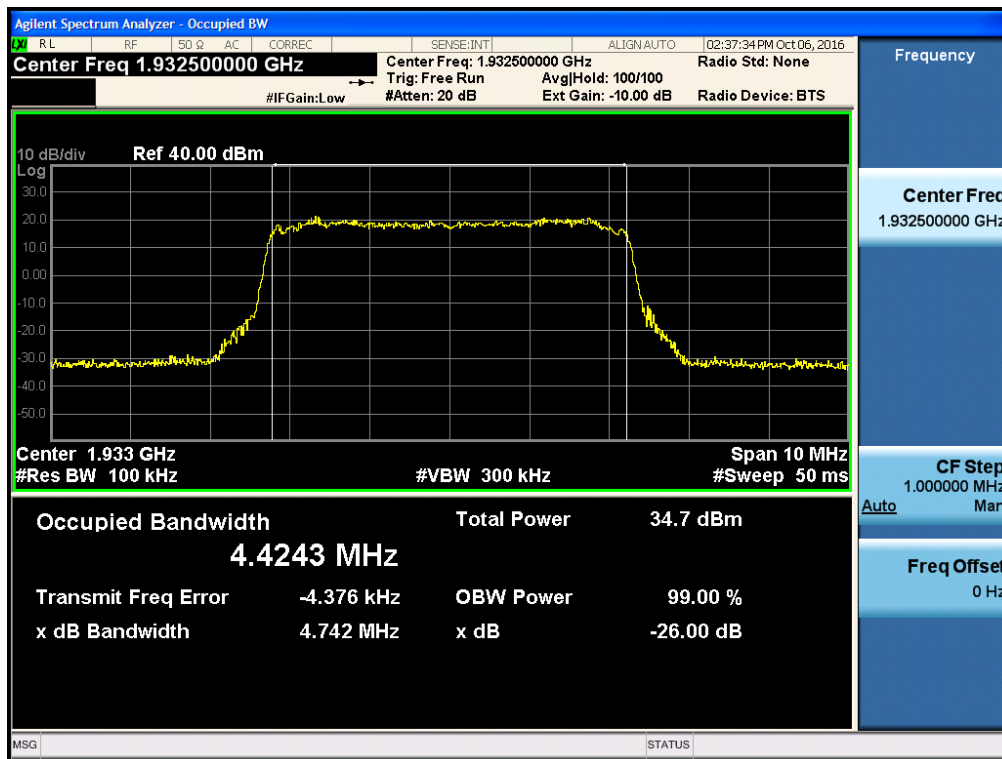 Agilent Spectrum Analyzer - Occupied BW
LXI RL RF 50 Ω AC CORREC SENSE:INT ALIGN AUTO 02:37:34 PM Oct 06, 2016
Center Freq 1.932500000 GHz
Center Freq: 1.932500000 GHz Radio Std: None
Trig: Free Run Avg|Hold: 100/100
#IFGain:Low #Atten: 20 dB Ext Gain: -10.00 dB Radio Device: BTS
10 dB/div Ref 40.00 dBm
Log
30.0
20.0
10.0
0.00
-10.0
-20.0
-30.0
-40.0
-50.0
Center 1.933 GHz Span 10 MHz
#Res BW 100 kHz #VBW 300 kHz #Sweep 50 ms
Occupied Bandwidth Total Power 34.7 dBm
4.4243 MHz
Transmit Freq Error -4.376 kHz OBW Power 99.00 %
x dB Bandwidth 4.742 MHz x dB -26.00 dB
MSG STATUS
Frequency
Center Freq
1.932500000 GHz
CF Step
1.000000 MHz
Auto Man
Freq Offset
0 Hz